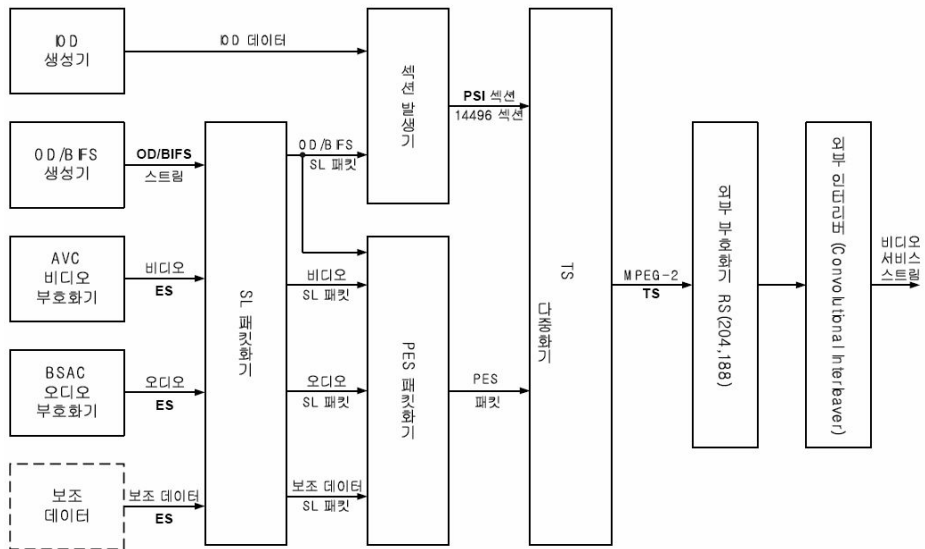 IOD
생성기
IOD 데이터
섹션 발생기
PSI 섹션
14496 섹션
OD/BIFS
생성기
OD/BIFS
스트림
OD/BIFS
SL 패킷
AVC
비디오
부호화기
비디오
ES
SL 패킷화기
비디오
SL 패킷
BSAC
오디오
부호화기
오디오
ES
오디오
SL 패킷
PES 패킷화기
PES
패킷
보조
데이터
보조 데이터
ES
보조 데이터
SL 패킷
TS
다중화기
MPEG-2
TS
외부 부호화기 RS(204,188)
외부 인터리버 (Convolutional Interleaver)
비디오
서비스
스트림